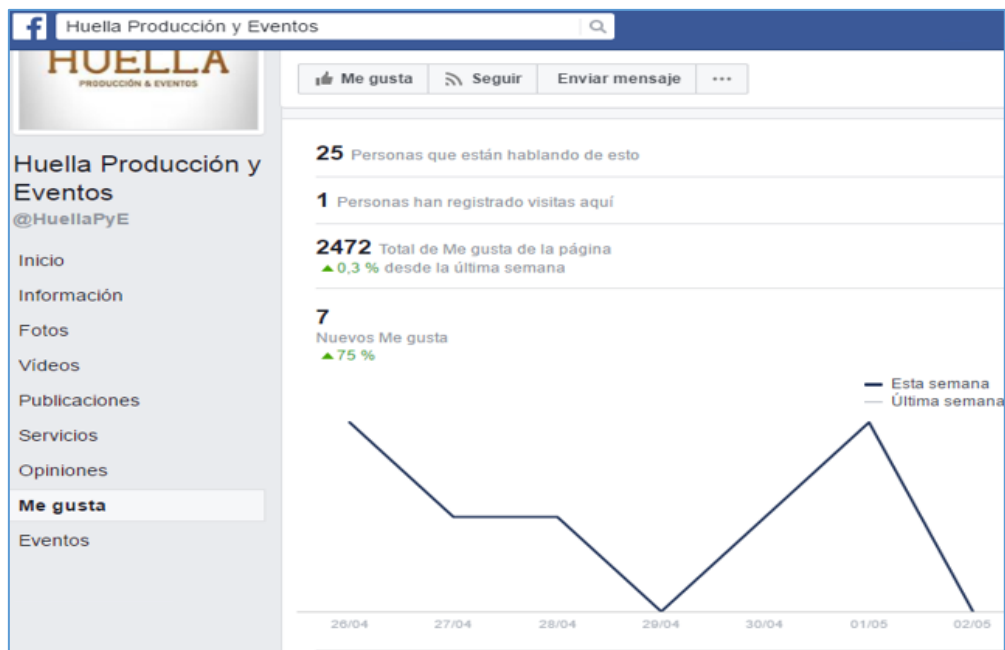 f Huella Producción y Eventos
HUELLA
PRODUCCIÓN & EVENTOS
Huella Producción y
Eventos
@HuellaPyE
Inicio
Información
Fotos
Vídeos
Publicaciones
Servicios
Opiniones
Me gusta
Eventos
Me gusta Seguir Enviar mensaje ...
25 Personas que están hablando de esto
1 Personas han registrado visitas aquí
2472 Total de Me gusta de la página
0,3 % desde la última semana
7
Nuevos Me gusta
75 %
Esta semana
Última semana
26/04 27/04 28/04 29/04 30/04 01/05 02/05